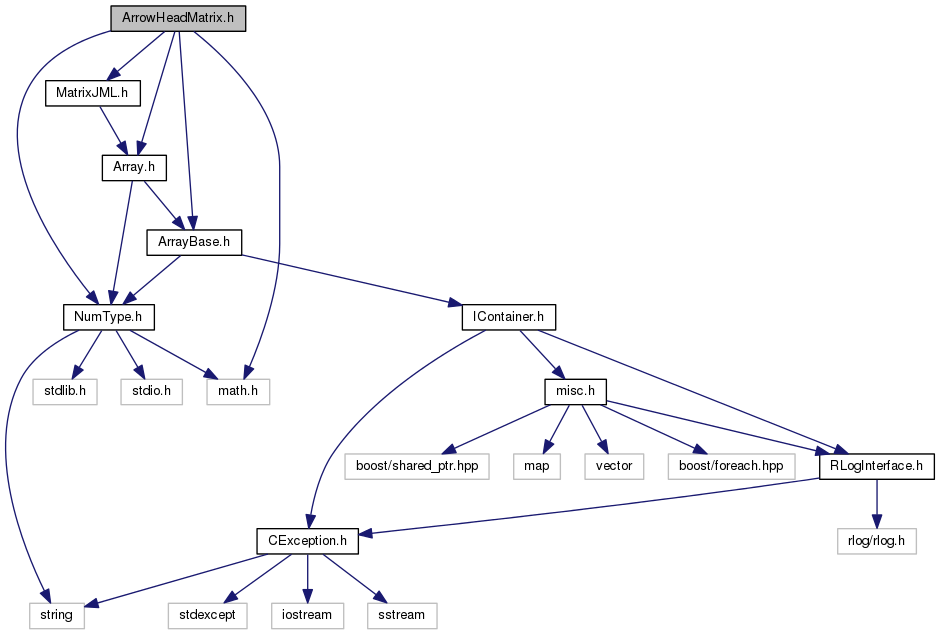 ArrowHeadMatrix.h
MatrixJML.h
Array.h
ArrayBase.h
NumType.h
IContainer.h
stdlib.h
stdio.h
math.h
misc.h
boost/shared_ptr.hpp
map
vector
boost/foreach.hpp
RLogInterface.h
CException.h
rlog/rlog.h
string
stdexcept
iostream
sstream